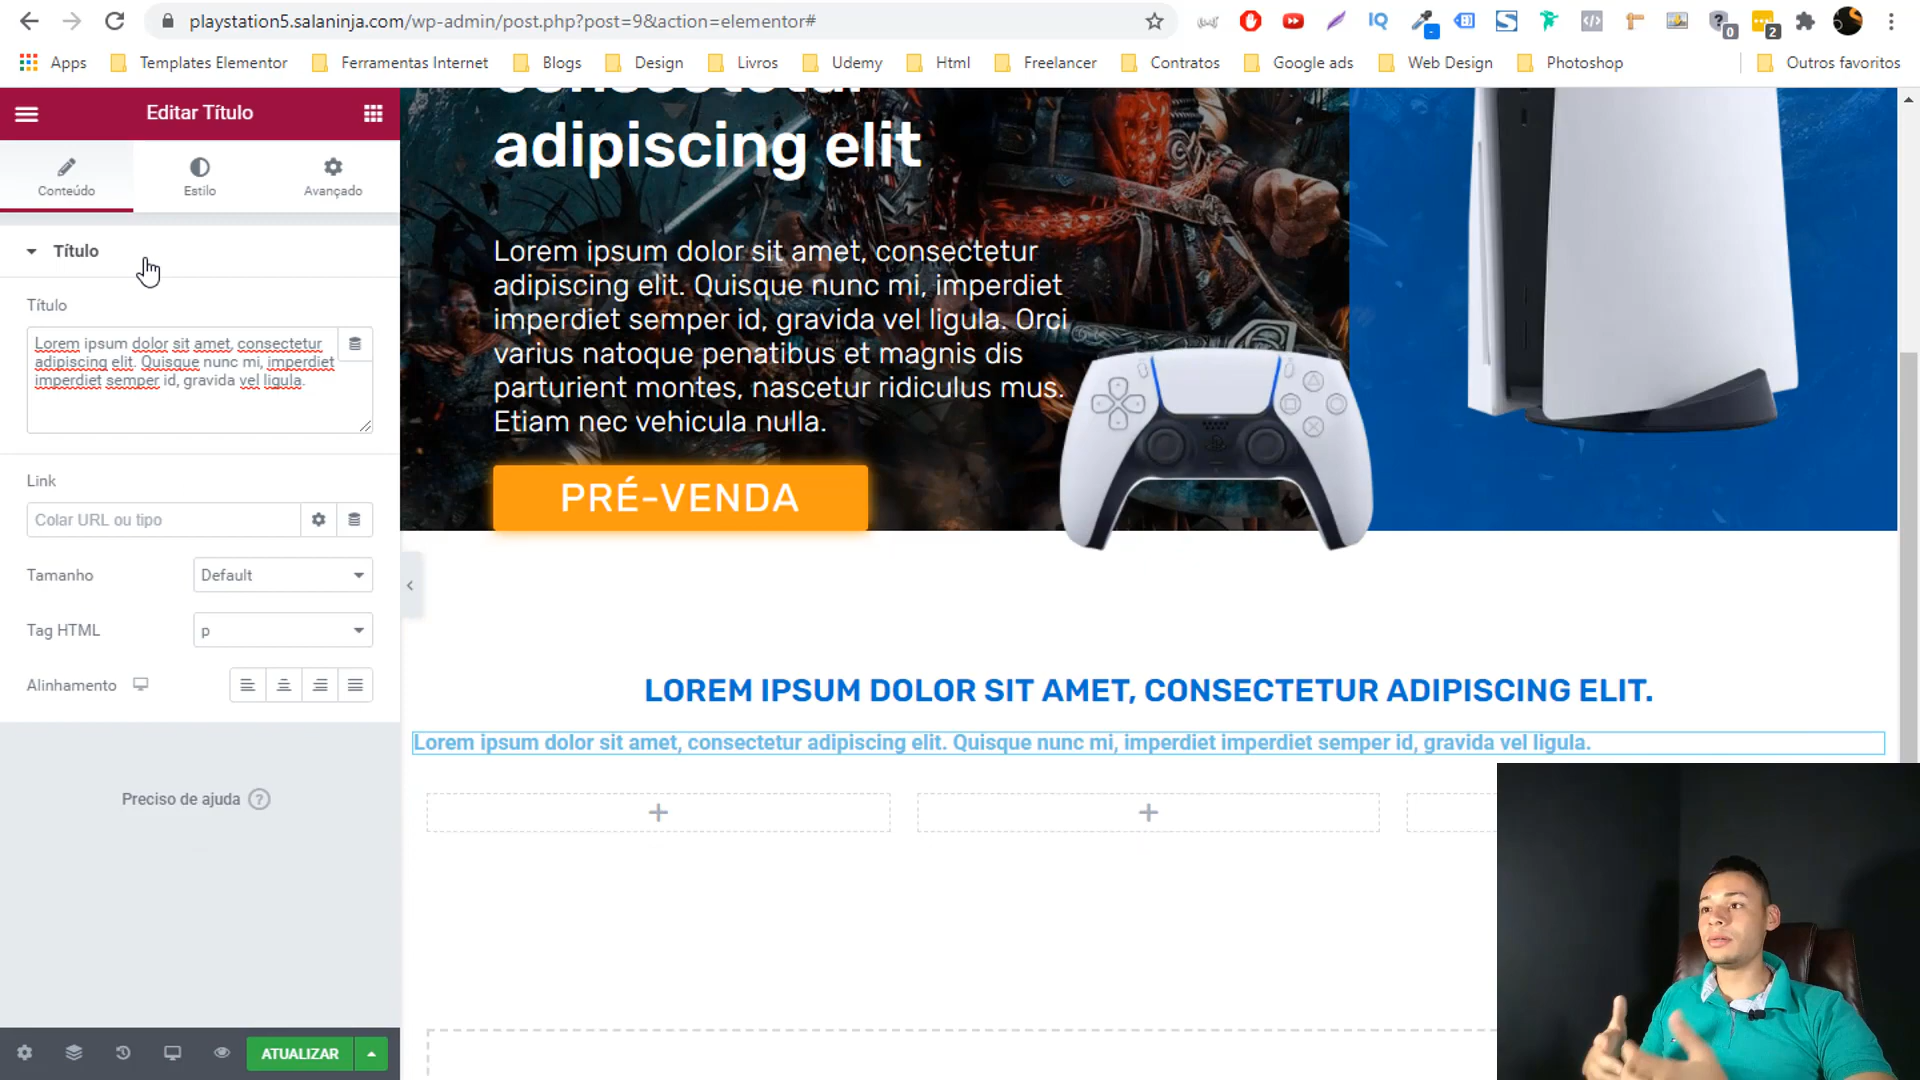 playstation5.salaninja.com/wp-admin/post.php?post=9&action=elementor#
IQ
0
2
Apps
Templates Elementor
Ferramentas Internet
Blogs
Design
Livros
Udemy
Html
Freelancer
Contratos
Google ads
Web Design
Photoshop
Outros favoritos
Editar Título
Conteúdo
Estilo
Avançado
Título
Título
Lorem ipsum dolor sit amet, consectetur
adipiscing elit. Quisque nunc mi, imperdiet
imperdiet semper id, gravida vel ligula.
Link
Colar URL ou tipo
Tamanho
Default
Tag HTML
p
Alinhamento
Preciso de ajuda ?
ATUALIZAR
consectetur
adipiscing elit
Lorem ipsum dolor sit amet, consectetur
adipiscing elit. Quisque nunc mi, imperdiet
imperdiet semper id, gravida vel ligula. Orci
varius natoque penatibus et magnis dis
parturient montes, nascetur ridiculus mus.
Etiam nec vehicula nulla.
PRÉ-VENDA
LOREM IPSUM DOLOR SIT AMET, CONSECTETUR ADIPISCING ELIT.
Lorem ipsum dolor sit amet, consectetur adipiscing elit. Quisque nunc mi, imperdiet imperdiet semper id, gravida vel ligula.